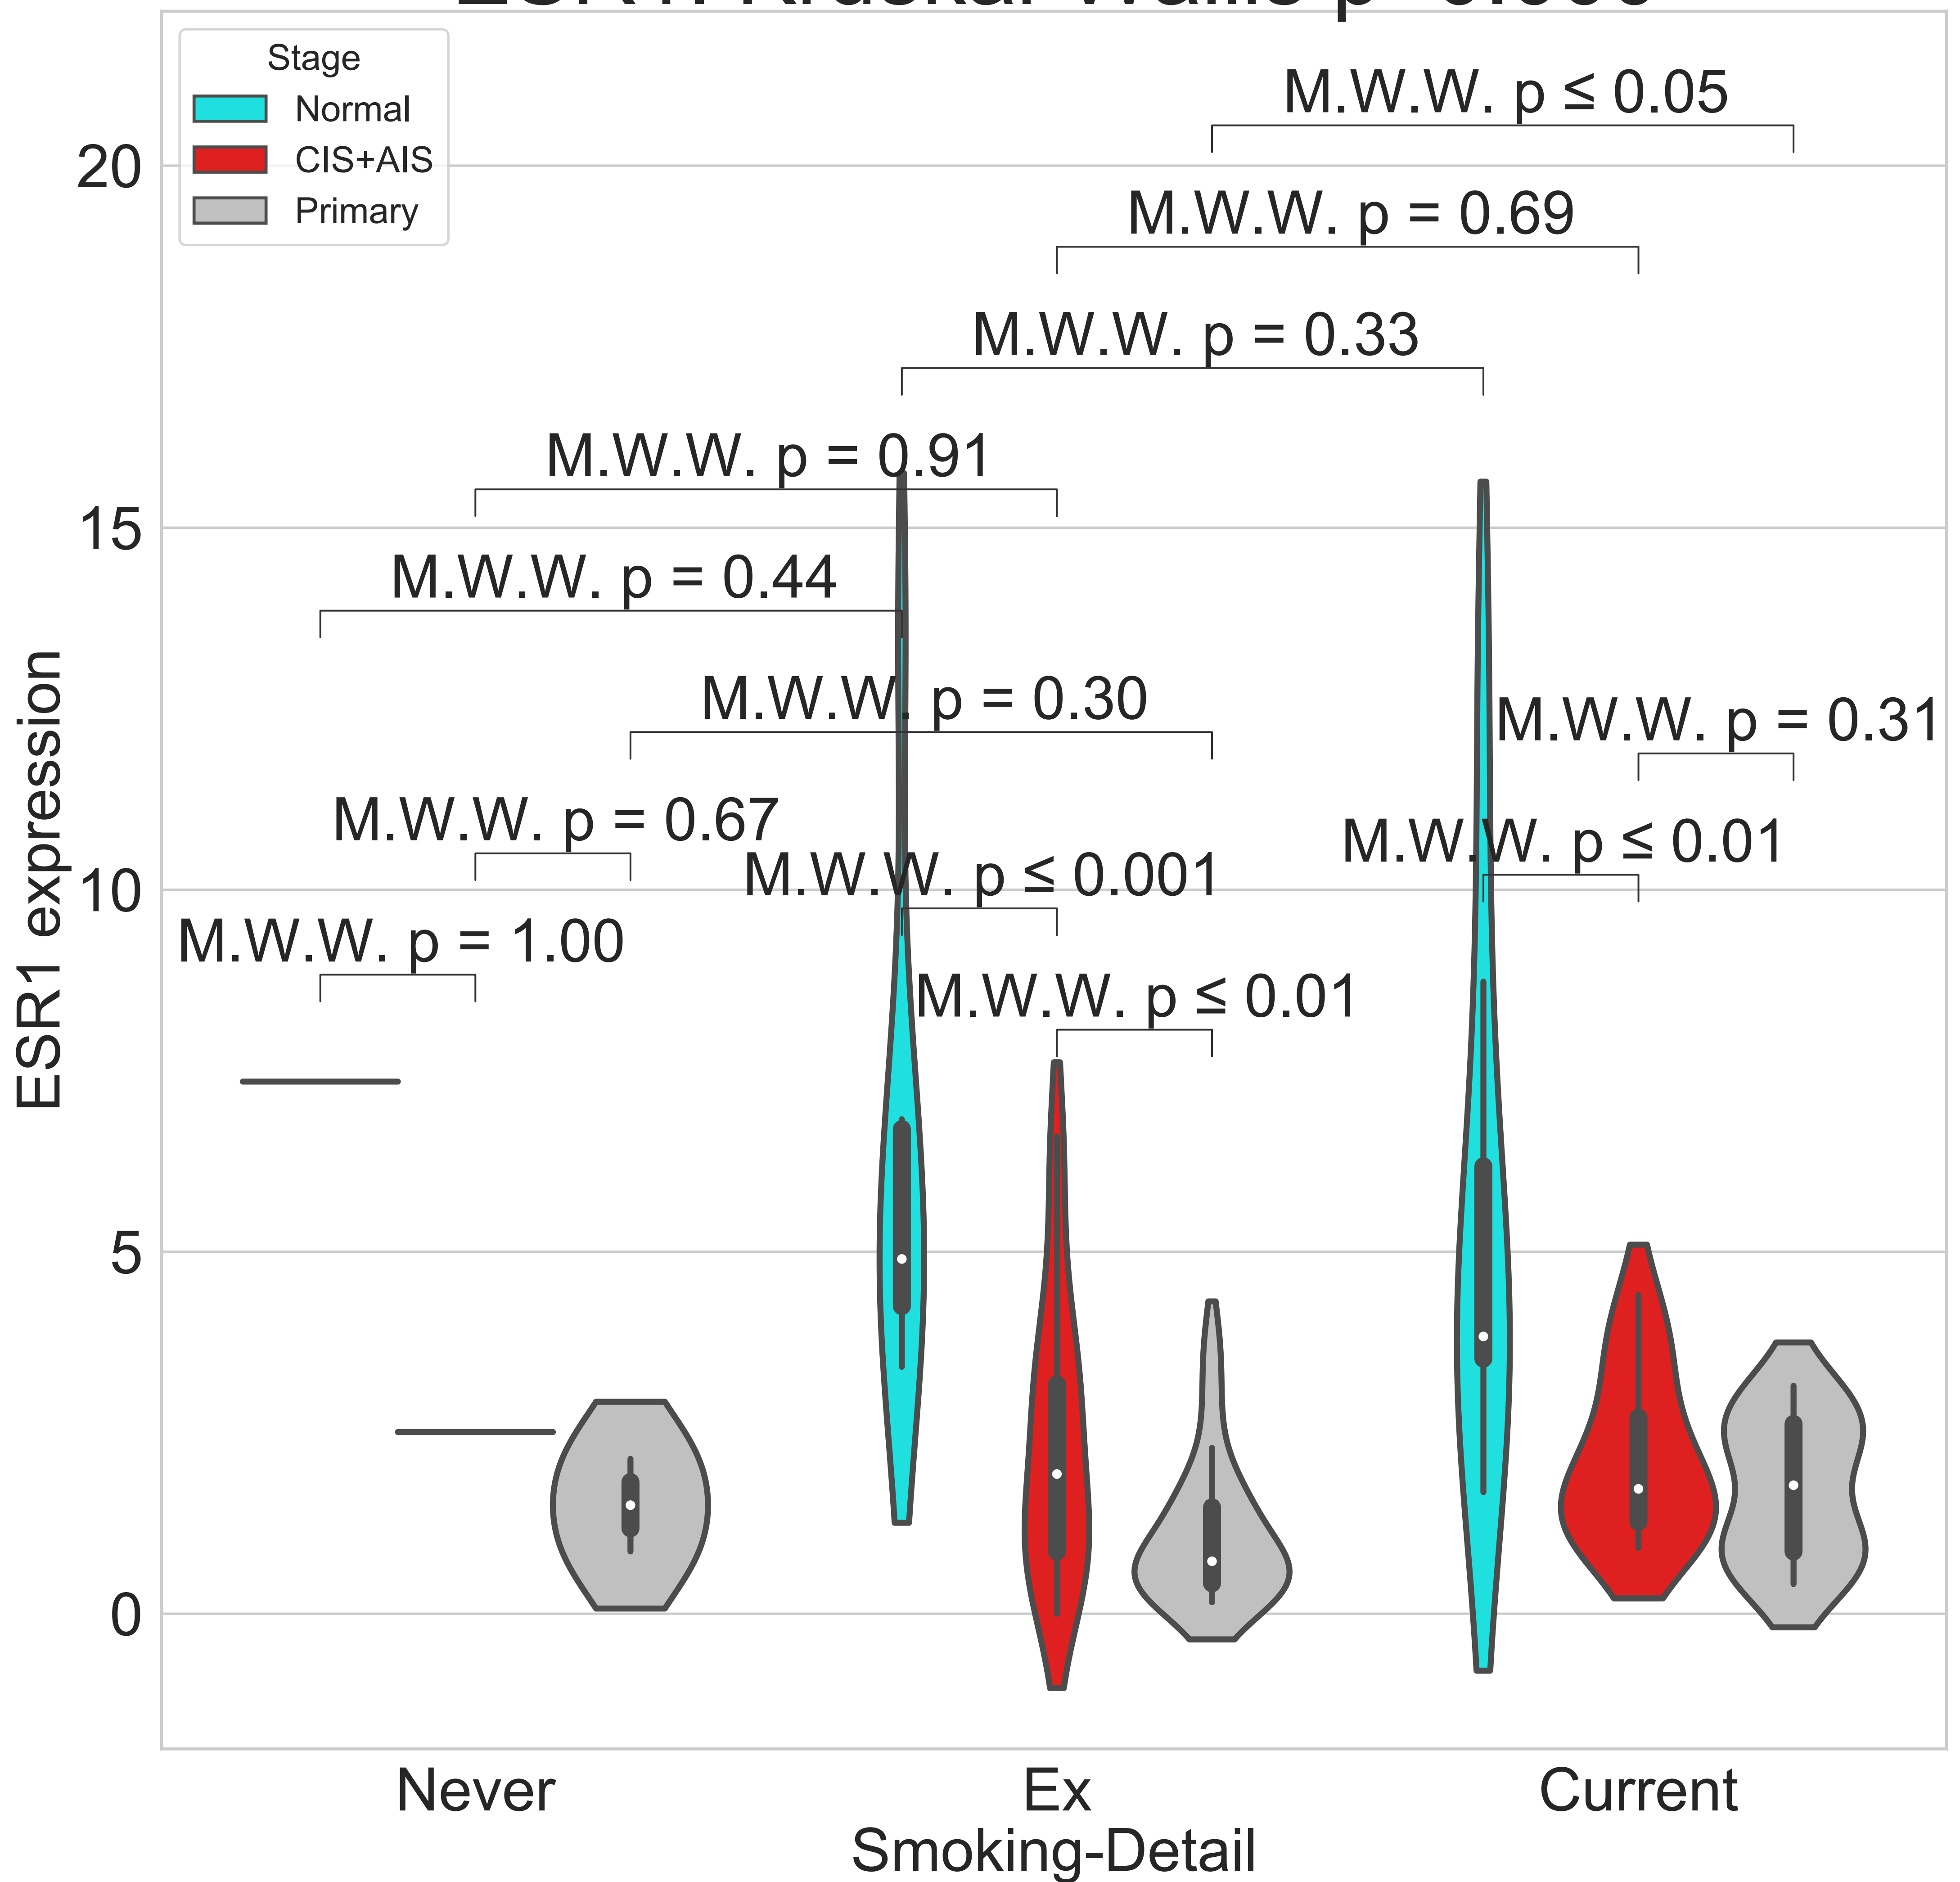 Stage
Normal
CIS+AIS
Primary
M.W.W. p ≤ 0.05
M.W.W. p = 0.69
M.W.W. p = 0.33
M.W.W. p = 0.91
M.W.W. p = 0.44
M.W.W. p = 0.30
M.W.W. p = 0.31
M.W.W. p = 0.67
M.W.W. p ≤ 0.01
M.W.W. p ≤ 0.001
M.W.W. p = 1.00
M.W.W. p ≤ 0.01
20
15
10
5
0
ESR1 expression
Never
Ex
Current
Smoking-Detail